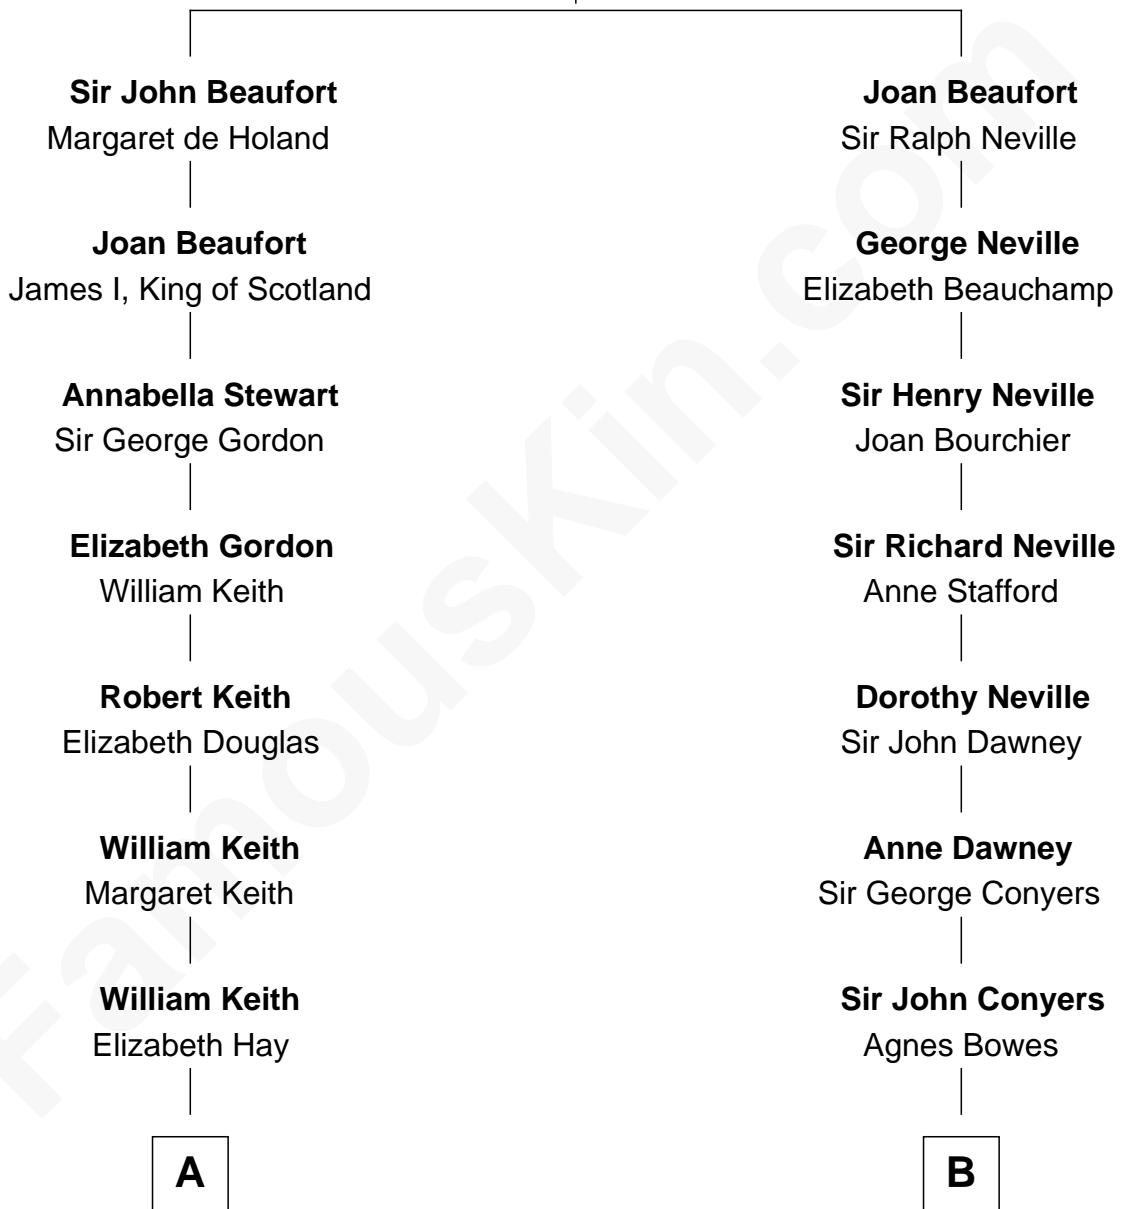 Sir John Beaufort
Margaret de Holand
Joan Beaufort
James I, King of Scotland
Annabella Stewart
Sir George Gordon
Elizabeth Gordon
William Keith
Robert Keith
Elizabeth Douglas
William Keith
Margaret Keith
William Keith
Elizabeth Hay
A
Joan Beaufort
Sir Ralph Neville
George Neville
Elizabeth Beauchamp
Sir Henry Neville
Joan Bourchier
Sir Richard Neville
Anne Stafford
Dorothy Neville
Sir John Dawney
Anne Dawney
Sir George Conyers
Sir John Conyers
Agnes Bowes
B
FamousKin.com